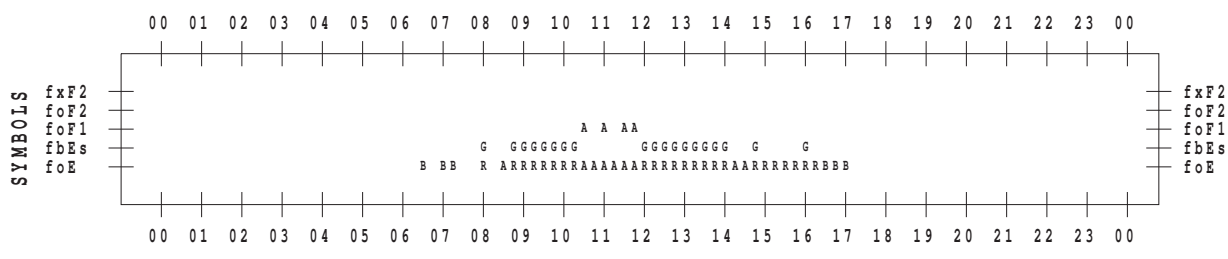 00 01 02 03 04 05 06 07 08 09 10 11 12 13 14 15 16 17 18 19 20 21 22 23 00
SYMBOLS
fxF2 fxF2
foF2 foF2
foF1 A A AA foF1
fbEs G GGGGGGG GGGGGGGGG G G fbEs
foE B BB R ARRRRRRRAAAAAARRRRRRRRRAARRRRRRRBBB foE
00 01 02 03 04 05 06 07 08 09 10 11 12 13 14 15 16 17 18 19 20 21 22 23 00